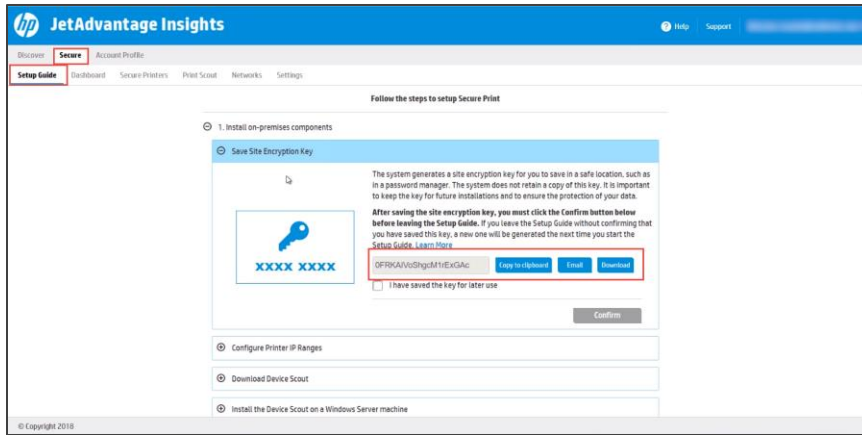 hp JetAdvantage Insights
Help Support
Discover Secure Account Profile
Setup Guide Dashboard Secure Printers Print Scout Networks Settings
Follow the steps to setup Secure Print
1. Install on-premises components
Save Site Encryption Key
The system generates a site encryption key for you to save in a safe location, such as
in a password manager. The system does not retain a copy of this key. It is important
to keep the key for future installations and to ensure the protection of your data.
After saving the site encryption key, you must click the Confirm button below
before leaving the Setup Guide. If you leave the Setup Guide without confirming that
you have saved this key, a new one will be generated the next time you start the
Setup Guide. Learn More
XXXX XXXX
0FRKA/VoShgcM1rExGAc Copy to clipboard Email Download
I have saved the key for later use
Confirm
Configure Printer IP Ranges
Download Device Scout
Install the Device Scout on a Windows Server machine
© Copyright 2018